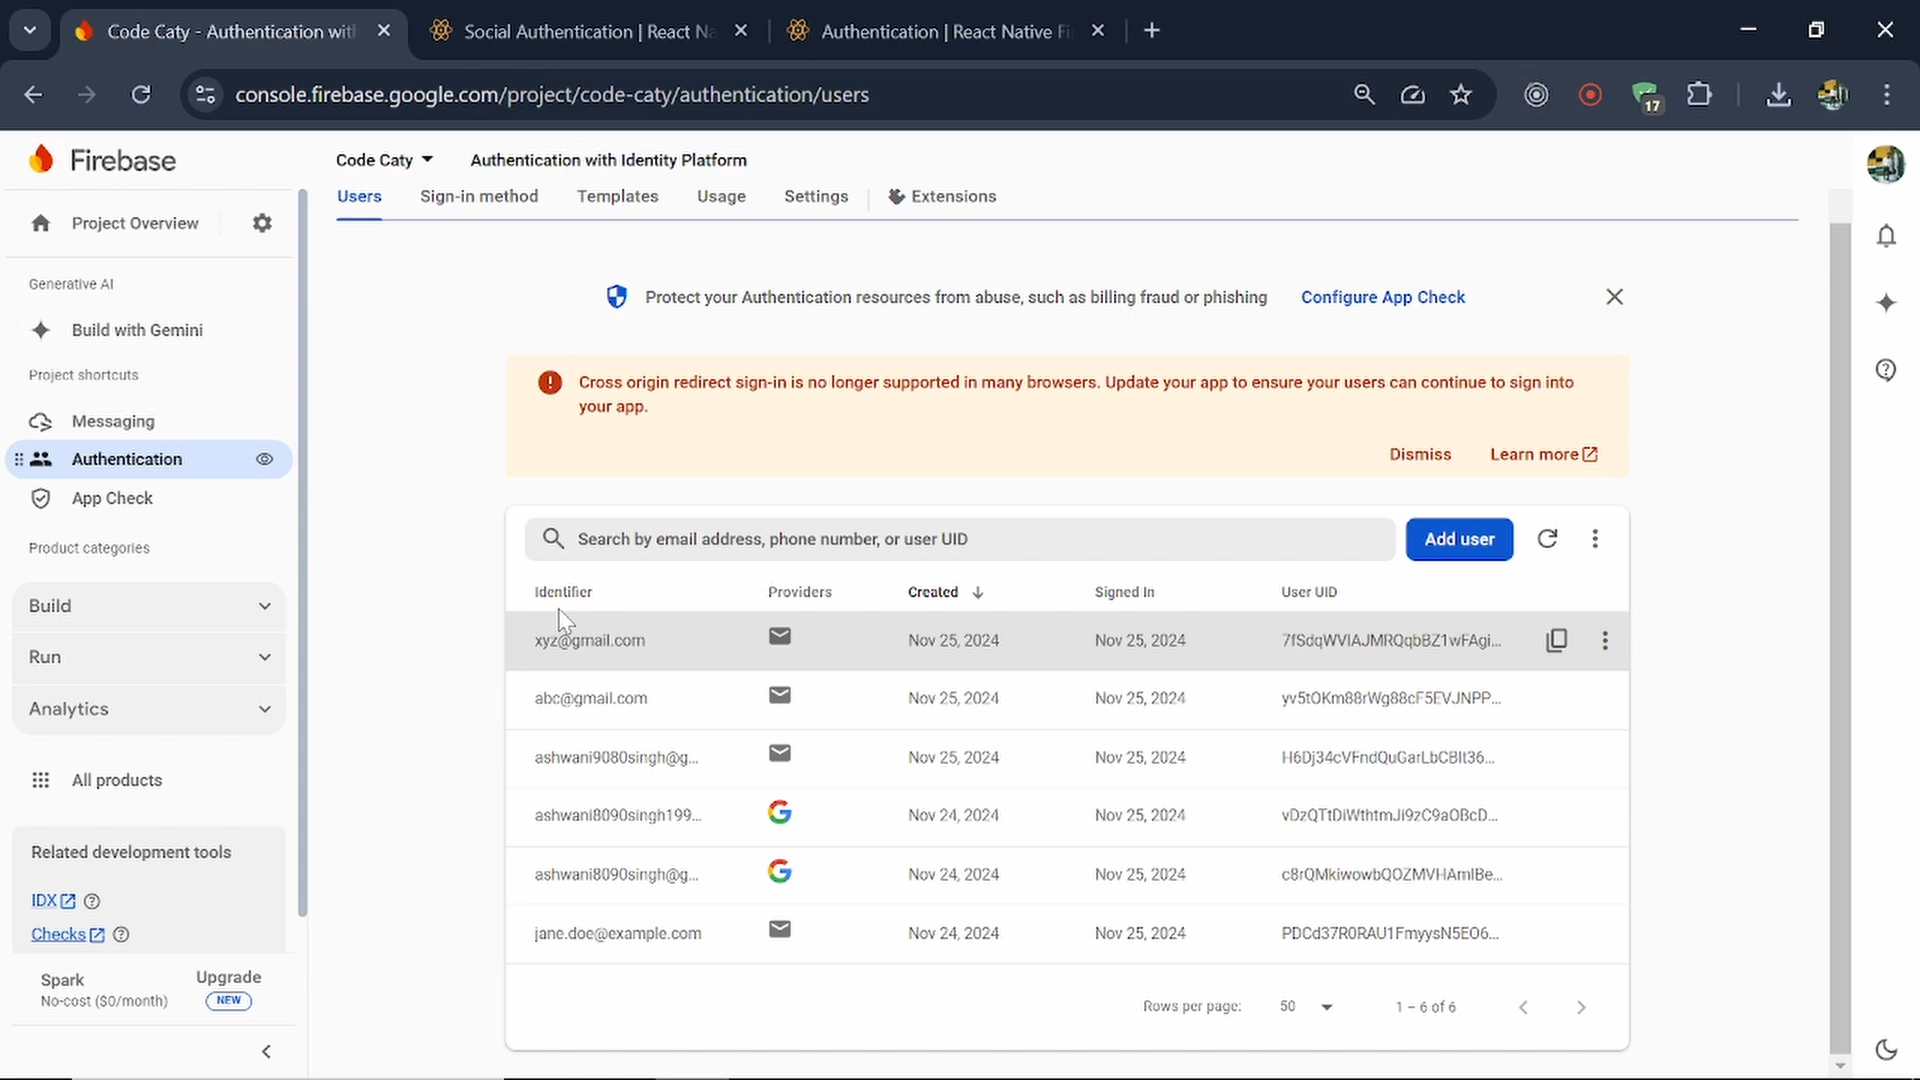 Code Caty - Authentication wit
Social Authentication | React Na
Authentication | React Native Fi
console.firebase.google.com/project/code-caty/authentication/users
17
Firebase
Code Caty
Authentication with Identity Platform
Users
Sign-in method
Templates
Usage
Settings
Extensions
Project Overview
Generative AI
Build with Gemini
Project shortcuts
Messaging
Authentication
App Check
Product categories
Build
Run
Analytics
All products
Related development tools
IDX
Checks
Spark
No-cost ($0/month)
Upgrade
NEW
Protect your Authentication resources from abuse, such as billing fraud or phishing
Configure App Check
Cross origin redirect sign-in is no longer supported in many browsers. Update your app to ensure your users can continue to sign into
your app.
Dismiss
Learn more
Search by email address, phone number, or user UID
Add user
Identifier Providers Created Signed In User UID
xyz@gmail.com Nov 25, 2024 Nov 25, 2024 7fSdqWVIAJMRQqbBZ1wFAgi...
abc@gmail.com Nov 25, 2024 Nov 25, 2024 yv5tOKm88rWg88cF5EVJNPP...
ashwani9080singh@g... Nov 25, 2024 Nov 25, 2024 H6Dj34cVFndQuGarLbCBIt36...
ashwani8090singh199... Nov 24, 2024 Nov 25, 2024 vDzQTtDiWthtmJi9zC9aOBcD...
ashwani8090singh@g... Nov 24, 2024 Nov 25, 2024 c8rQMkiwowbQOZMVHAmIBe...
jane.doe@example.com Nov 24, 2024 Nov 25, 2024 PDCd37R0RAU1FmyysN5EO6...
Rows per page: 50 1 – 6 of 6